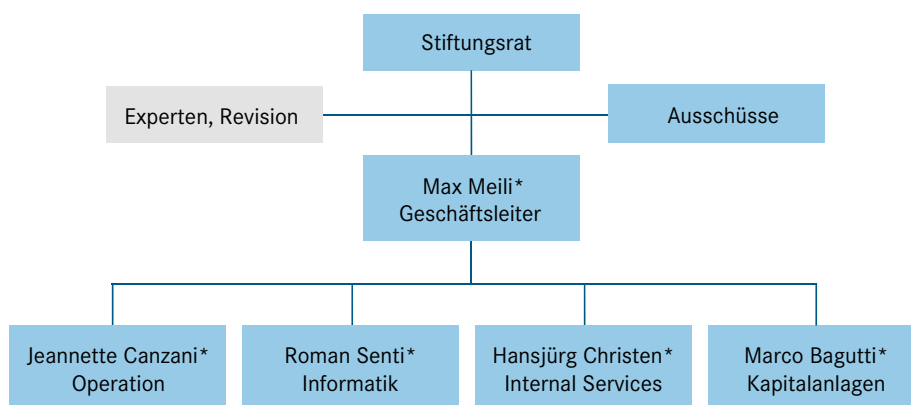 Stiftungsrat
Experten, Revision
Ausschüsse
Max Meili*
Geschäftsleiter
Jeannette Canzani*
Operation
Roman Senti*
Informatik
Hansjürg Christen*
Internal Services
Marco Bagutti*
Kapitalanlagen